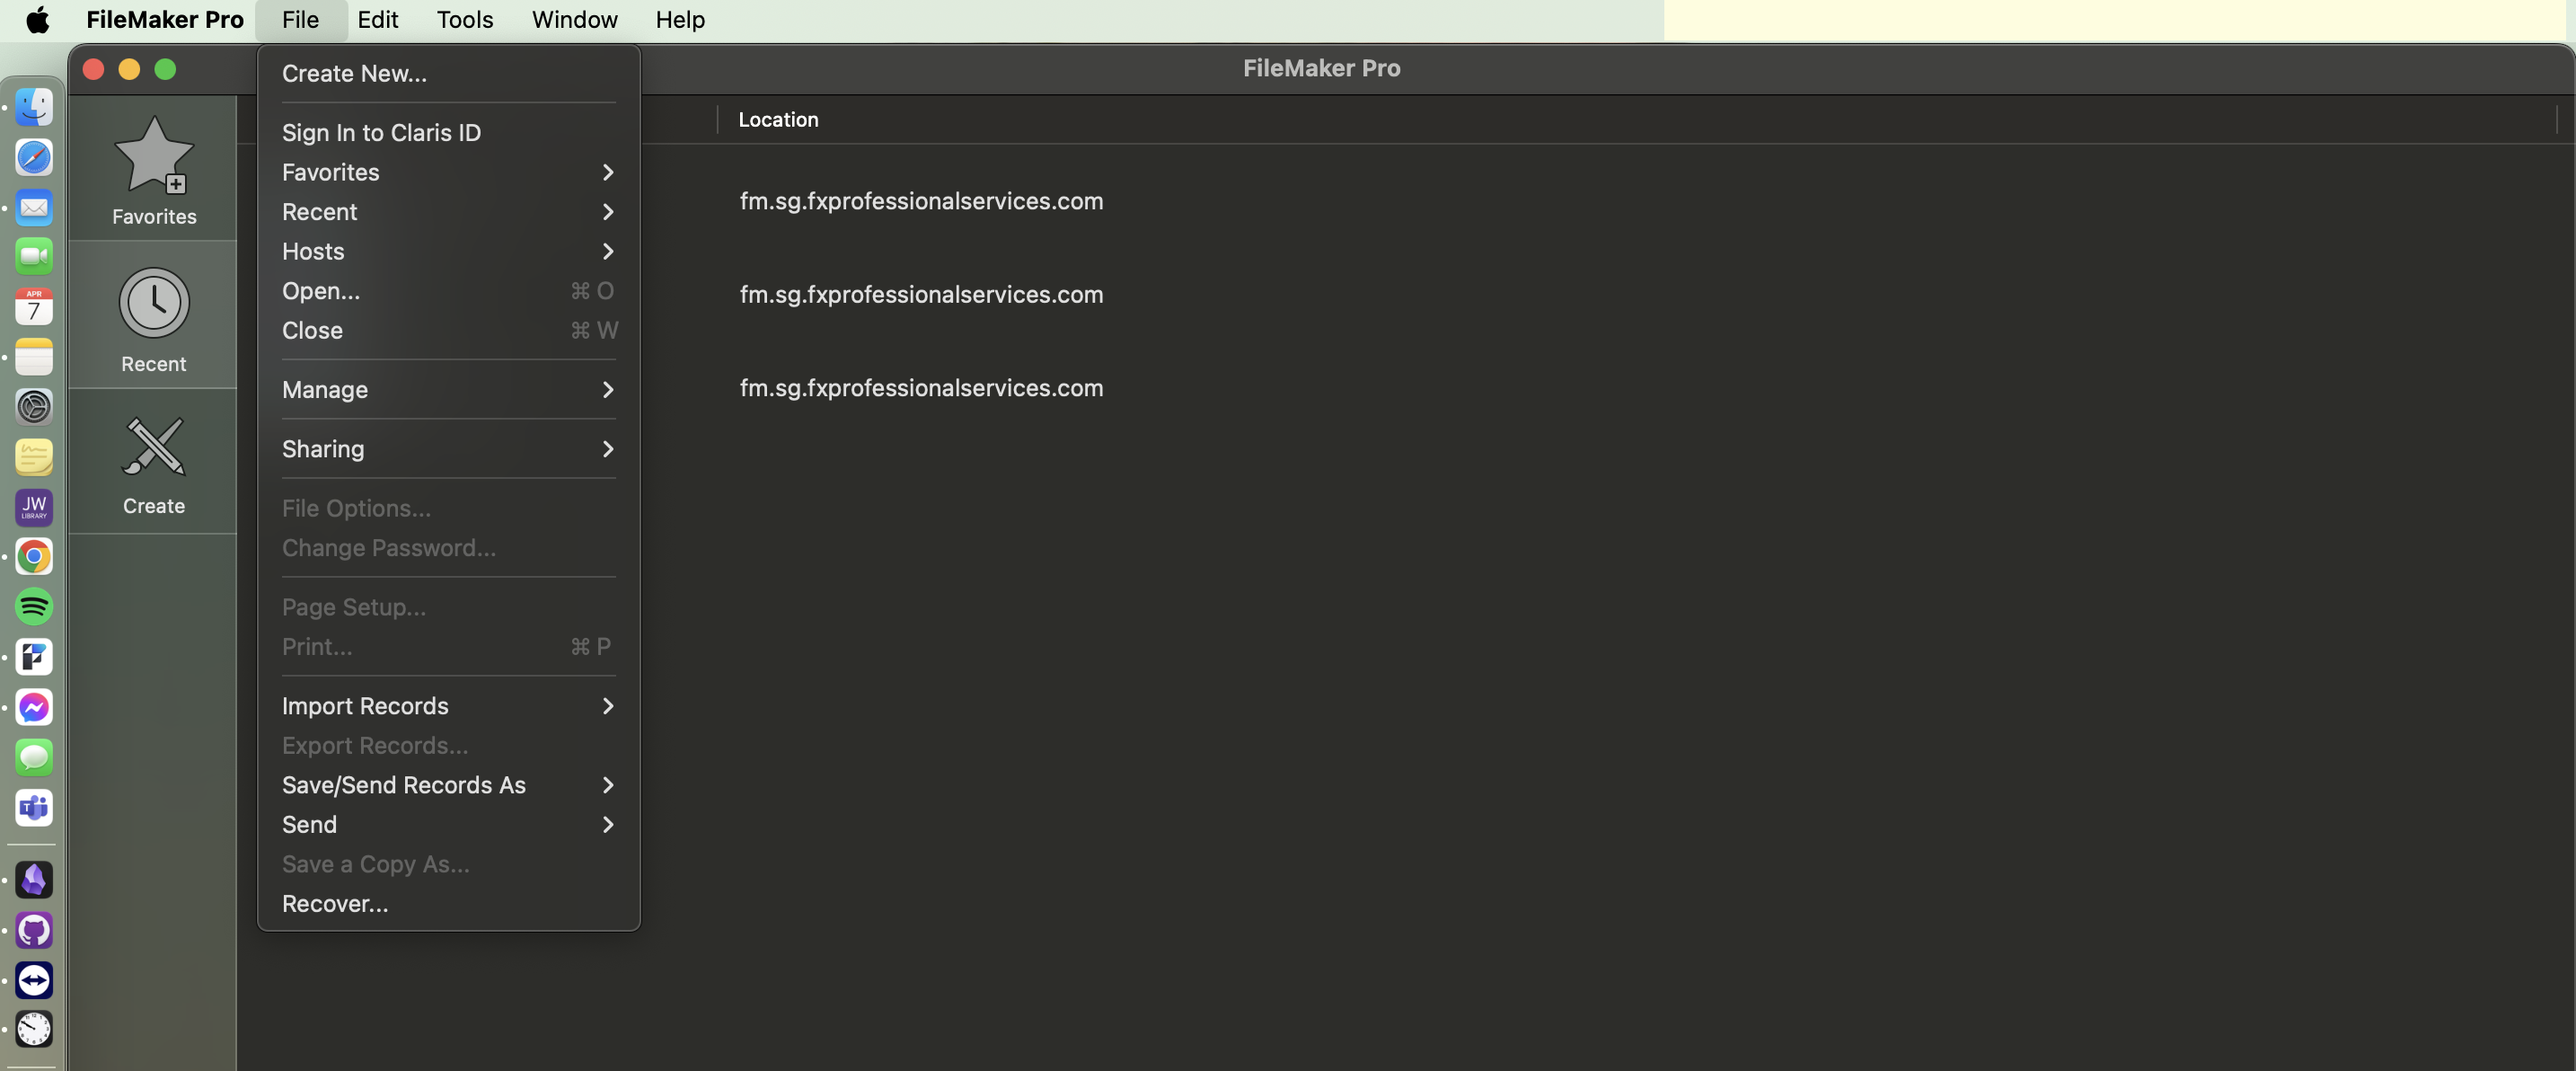 FileMaker Pro File Edit Tools Window Help
FileMaker Pro
Create New...
Sign In to Claris ID
Favorites
Recent
Hosts
Open... ⌘ O
Close ⌘ W
Manage
Sharing
File Options...
Change Password...
Page Setup...
Print... ⌘ P
Import Records
Export Records...
Save/Send Records As
Send
Save a Copy As...
Recover...
Location
fm.sg.fxprofessionalservices.com
fm.sg.fxprofessionalservices.com
fm.sg.fxprofessionalservices.com
Favorites
Recent
Create
APR
7
JW
LIBRARY
T